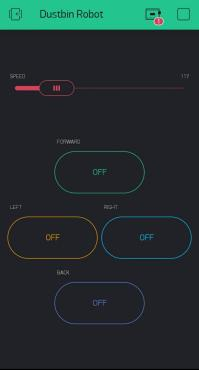 Dustbin Robot
SPEED 117
FORWARD
OFF
LEFT RIGHT
OFF OFF
BACK
OFF